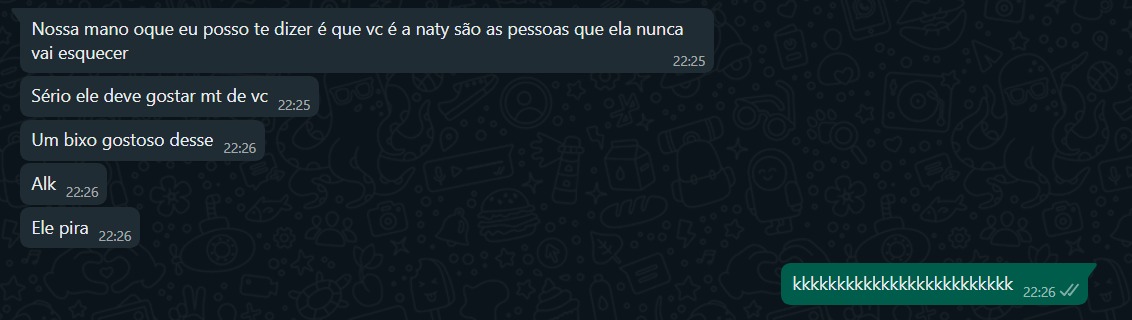 Nossa mano oque eu posso te dizer é que vc é a naty são as pessoas que ela nunca
vai esquecer
22:25
Sério ele deve gostar mt de vc 22:25
Um bixo gostoso desse 22:26
Alk 22:26
Ele pira 22:26
kkkkkkkkkkkkkkkkkkkkkkkkk 22:26